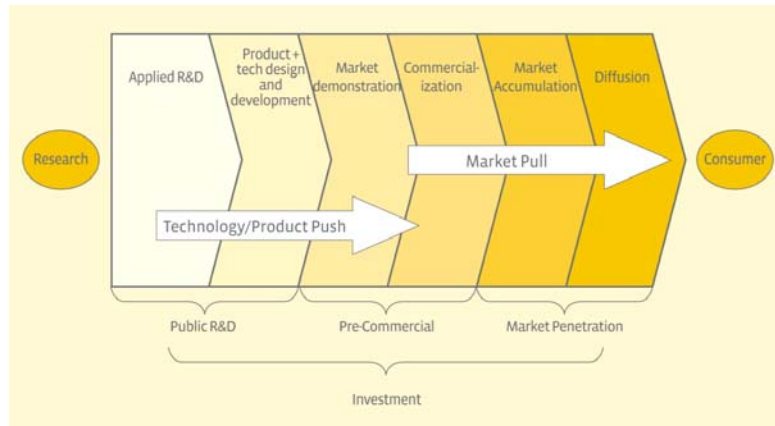 Applied R&D
Product +
tech design
and
development
Market
demonstration
Commercial-
ization
Market
Accumulation
Diffusion
Research
Market Pull
Consumer
Technology/Product Push
Public R&D
Pre-Commercial
Market Penetration
Investment